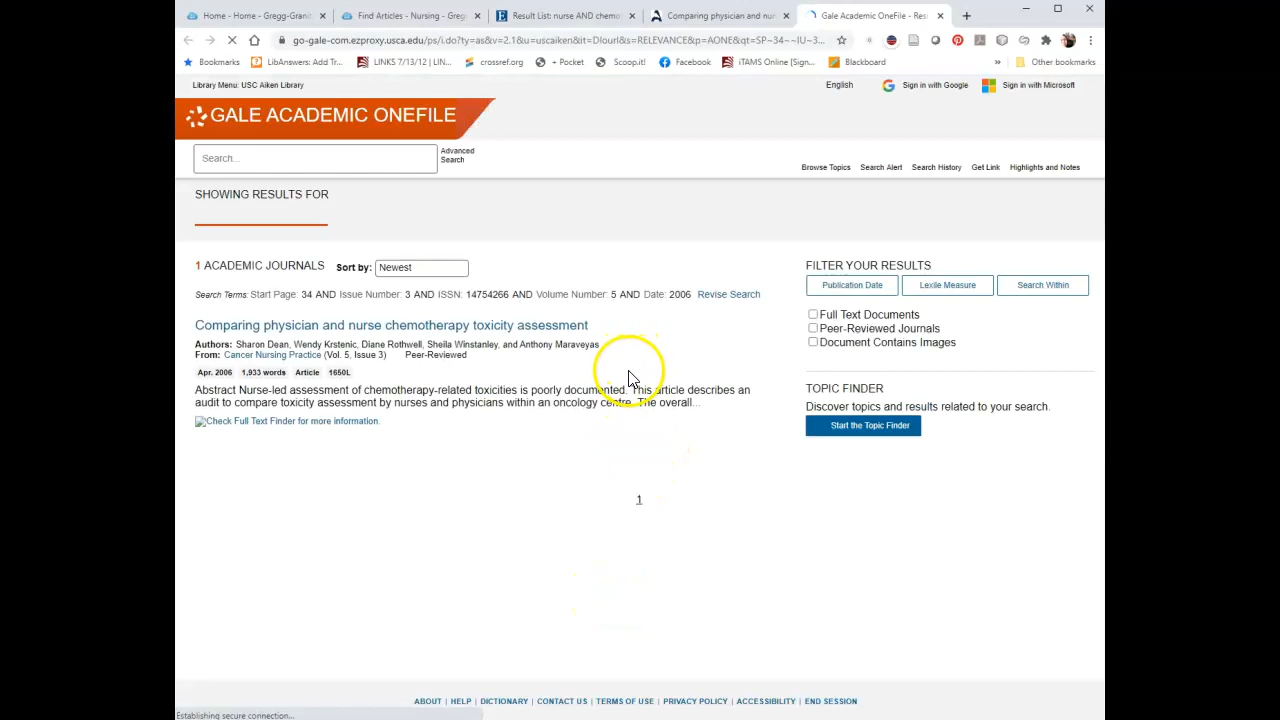 Home - Home - Gregg-Granit
Find Articles - Nursing - Greg
Result List: nurse AND chemo
Comparing physician and nur
Gale Academic OneFile - Res
go-gale-com.ezproxy.usca.edu/ps/i.do?ty=as&v=2.1&u=uscaiken&it=DIourl&s=RELEVANCE&p=AONE&qt=SP~34~~IU~3...
Bookmarks
LibAnswers: Add Tr...
LINKS 7/13/12 | LIN...
crossref.org
+ Pocket
Scoop.it!
Facebook
iTAMS Online [Sign...
Blackboard
»
Other bookmarks
Library Menu: USC Aiken Library
English
Sign in with Google
Sign in with Microsoft
GALE ACADEMIC ONEFILE
Search...
Advanced
Search
Browse Topics
Search Alert
Search History
Get Link
Highlights and Notes
SHOWING RESULTS FOR
1 ACADEMIC JOURNALS
Sort by:
Newest
Search Terms: Start Page: 34 AND Issue Number: 3 AND ISSN: 14754266 AND Volume Number: 5 AND Date: 2006 Revise Search
Comparing physician and nurse chemotherapy toxicity assessment
Authors: Sharon Dean, Wendy Krstenic, Diane Rothwell, Sheila Winstanley, and Anthony Maraveyas
From: Cancer Nursing Practice (Vol. 5, Issue 3) Peer-Reviewed
Apr. 2006 1,933 words Article 1650L
Abstract Nurse-led assessment of chemotherapy-related toxicities is poorly documented. This article describes an
audit to compare toxicity assessment by nurses and physicians within an oncology centre. The overall...
Check Full Text Finder for more information.
1
FILTER YOUR RESULTS
Publication Date
Lexile Measure
Search Within
Full Text Documents
Peer-Reviewed Journals
Document Contains Images
TOPIC FINDER
Discover topics and results related to your search.
Start the Topic Finder
ABOUT | HELP | DICTIONARY | CONTACT US | TERMS OF USE | PRIVACY POLICY | ACCESSIBILITY | END SESSION
Establishing secure connection...